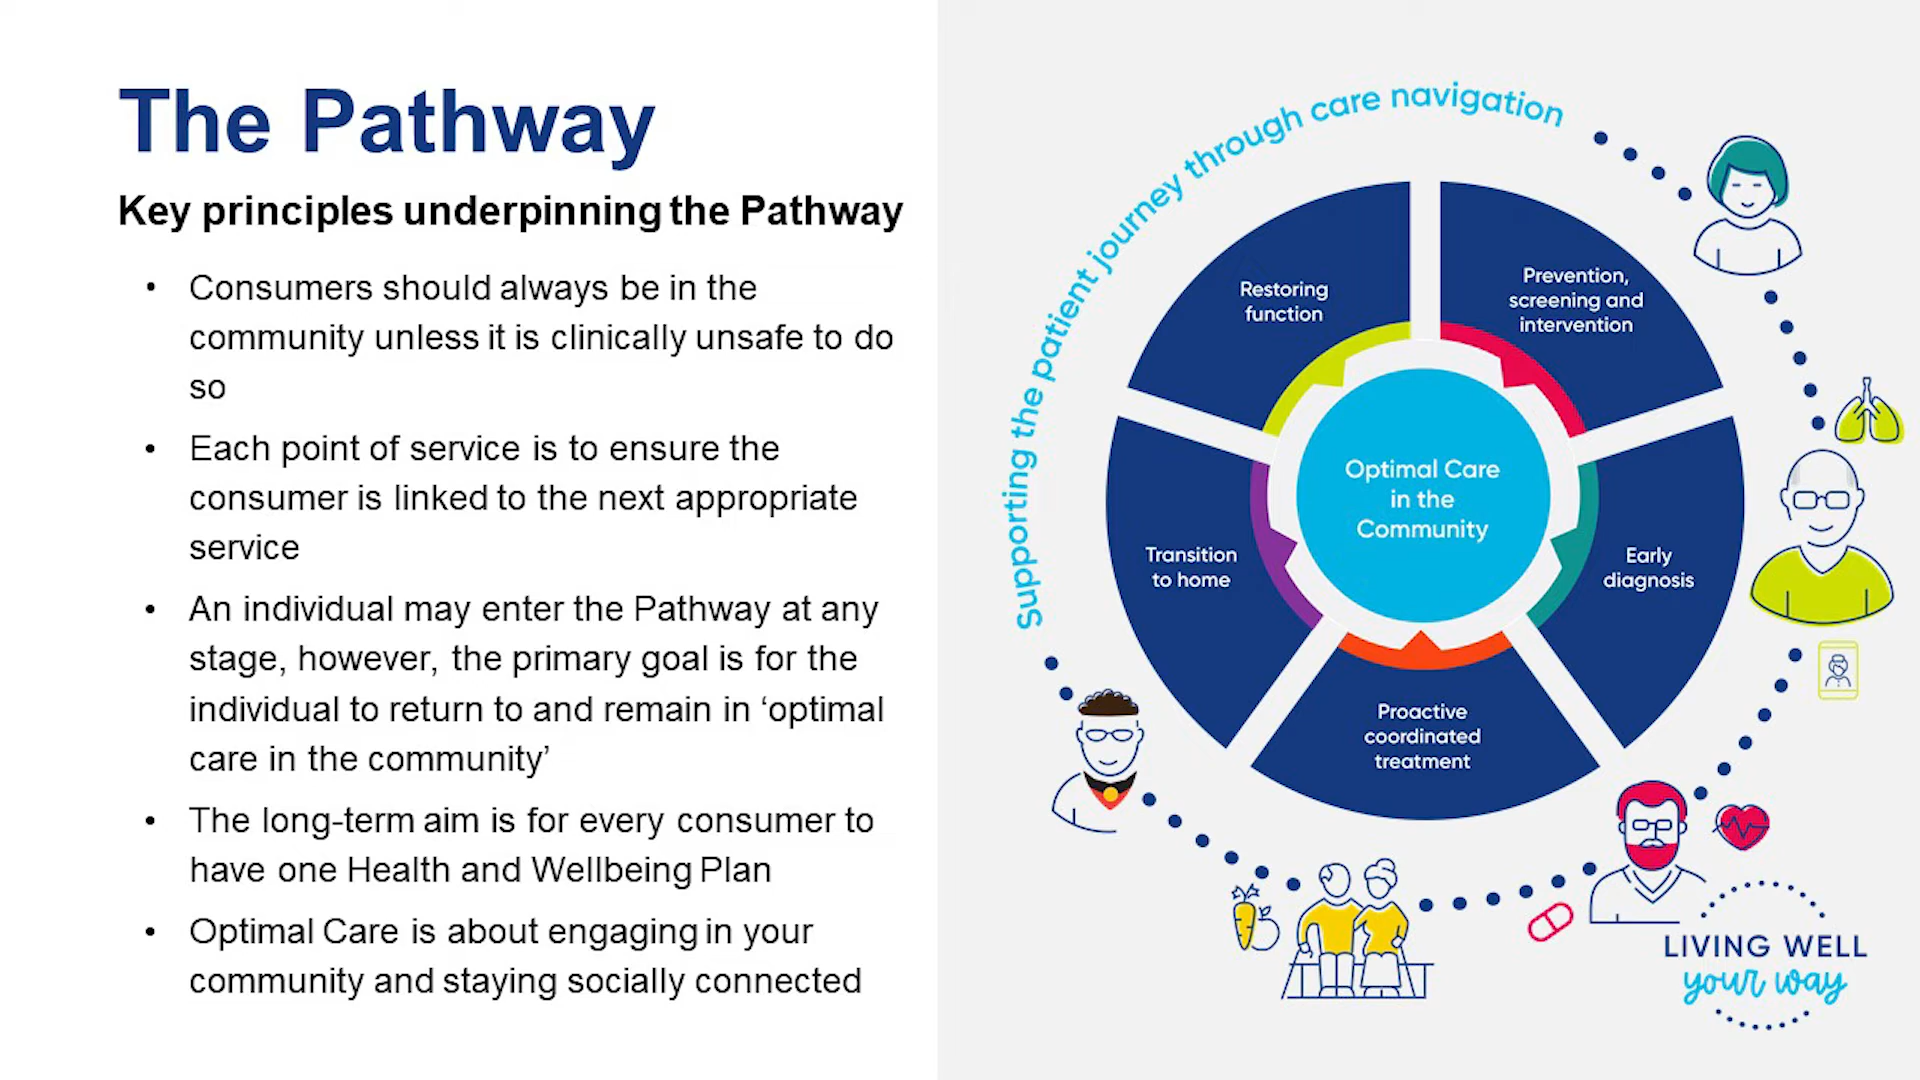 The Pathway
Key principles underpinning the Pathway
• Consumers should always be in the
community unless it is clinically unsafe to do
so
• Each point of service is to ensure the
consumer is linked to the next appropriate
service
• An individual may enter the Pathway at any
stage, however, the primary goal is for the
individual to return to and remain in ‘optimal
care in the community’
• The long-term aim is for every consumer to
have one Health and Wellbeing Plan
• Optimal Care is about engaging in your
community and staying socially connected
Supporting the patient journey through care navigation
Restoring
function
Prevention,
screening and
intervention
Optimal Care
in the
Community
Transition
to home
Early
diagnosis
Proactive
coordinated
treatment
LIVING WELL
your way